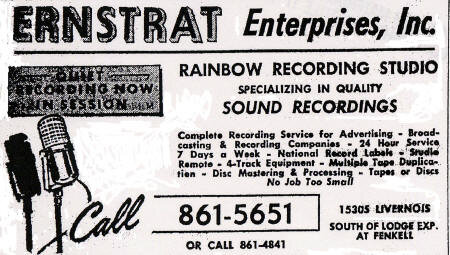 ERNSTRAT Enterprises, Inc.
QUIET
RECORDING NOW
IN SESSION
RAINBOW RECORDING STUDIO
SPECIALIZING IN QUALITY
SOUND RECORDINGS
Complete Recording Service for Advertising - Broad-
casting & Recording Companies - 24 Hour Service
7 Days a Week - National Record Labels - Studio
Remote - 4-Track Equipment - Multiple Tape Duplica-
tion - Disc Mastering & Processing - Tapes or Discs
No Job Too Small
Call 861-5651
OR CALL 861-4841
15305 LIVERNOIS
SOUTH OF LODGE EXP.
AT FENKELL